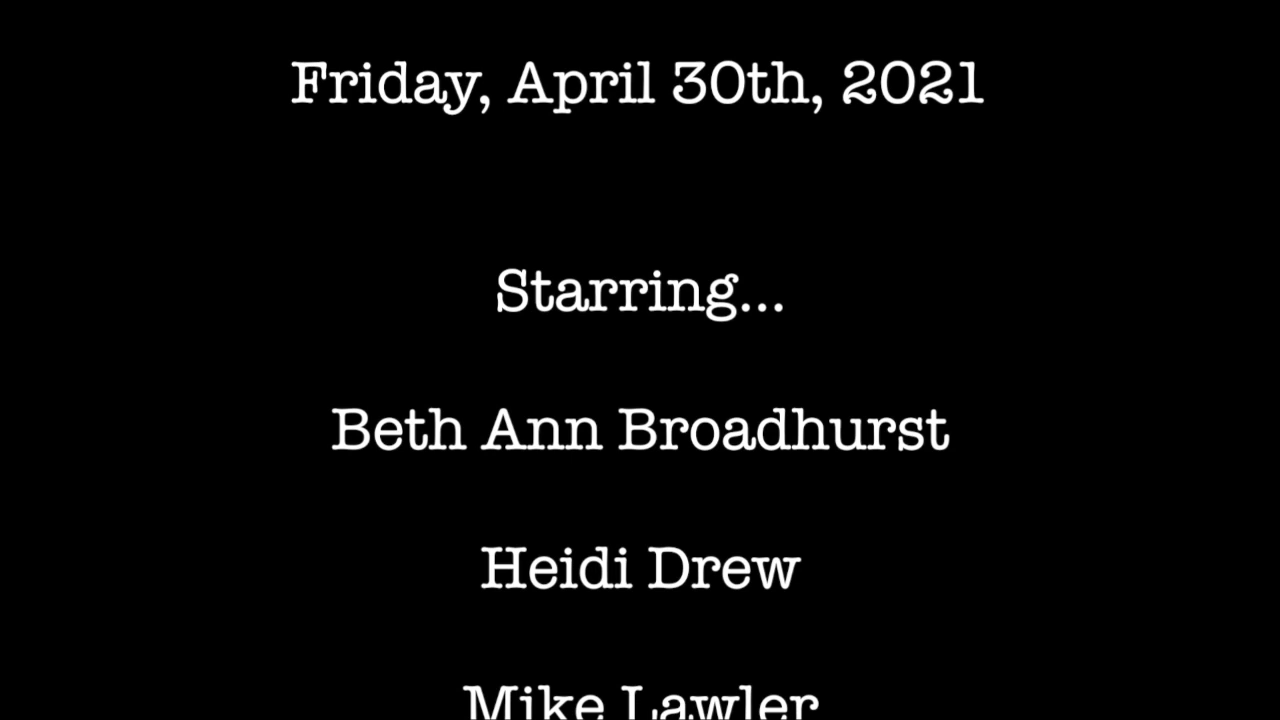 Friday, April 30th, 2021
Starring...
Beth Ann Broadhurst
Heidi Drew
Mike Lawler